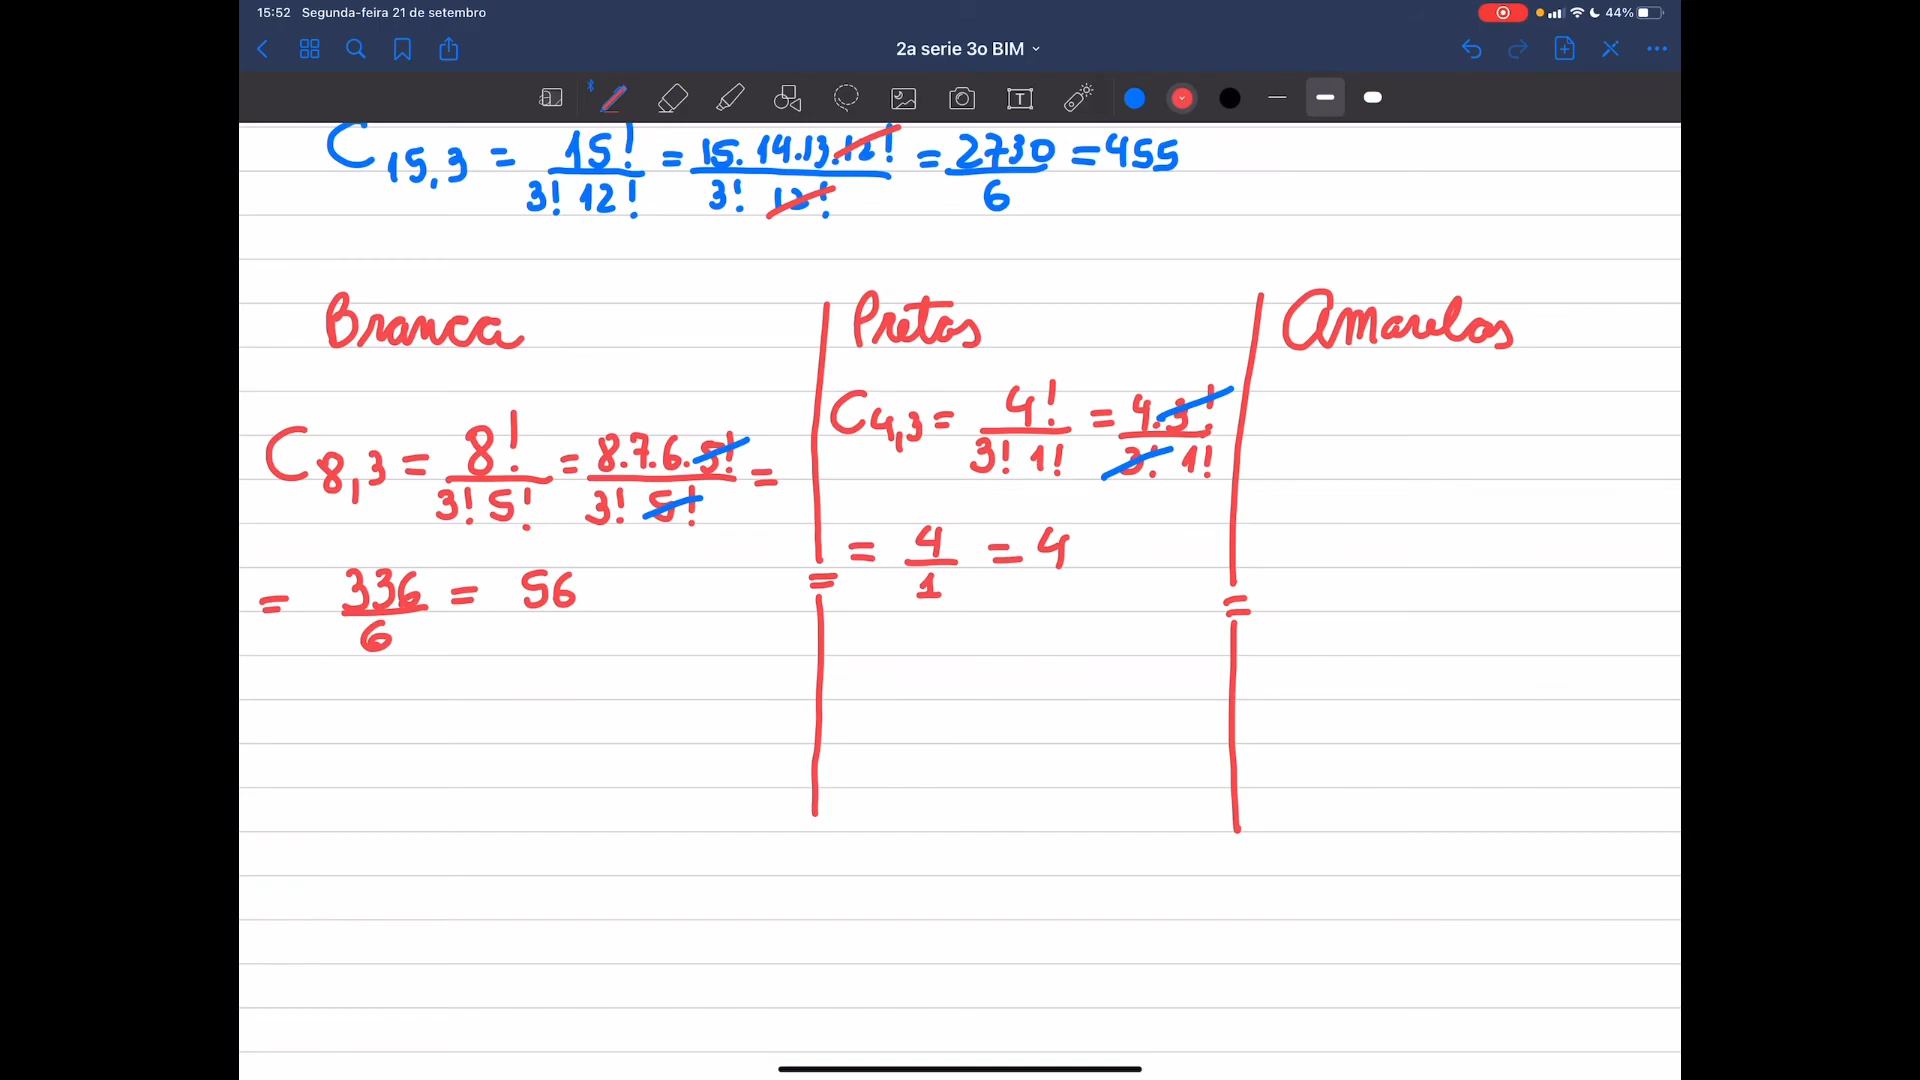 15:52 Segunda-feira 21 de setembro
44%
2a serie 3o BIM
C15,3 = 15!/3! 12! = 15.14.13.12!/3! 12! = 2730/6 = 455
Branca
Pretas
Amarelas
C8,3 = 8!/3! 5! = 8.7.6.5!/3! 5! =
= 336/6 = 56
C4,3 = 4!/3! 1! = 4.3!/3! 1!
= 4/1 = 4
=
=